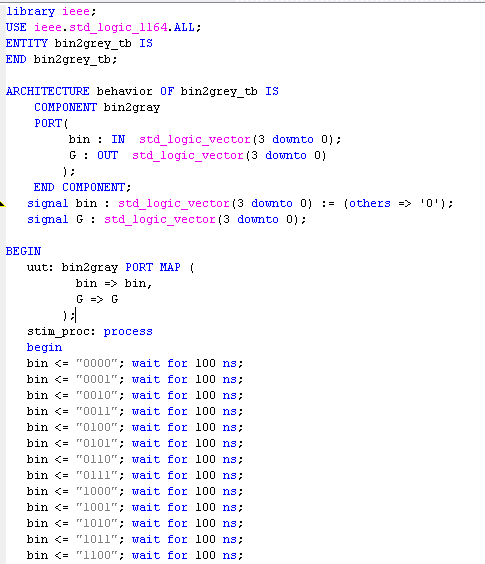 library ieee;
USE ieee.std_logic_1164.ALL;
ENTITY bin2grey_tb IS
END bin2grey_tb;
ARCHITECTURE behavior OF bin2grey_tb IS
COMPONENT bin2gray
PORT(
bin : IN std_logic_vector(3 downto 0);
G : OUT std_logic_vector(3 downto 0)
);
END COMPONENT;
signal bin : std_logic_vector(3 downto 0) := (others => '0');
signal G : std_logic_vector(3 downto 0);
BEGIN
uut: bin2gray PORT MAP (
bin => bin,
G => G
);
stim_proc: process
begin
bin <= "0000"; wait for 100 ns;
bin <= "0001"; wait for 100 ns;
bin <= "0010"; wait for 100 ns;
bin <= "0011"; wait for 100 ns;
bin <= "0100"; wait for 100 ns;
bin <= "0101"; wait for 100 ns;
bin <= "0110"; wait for 100 ns;
bin <= "0111"; wait for 100 ns;
bin <= "1000"; wait for 100 ns;
bin <= "1001"; wait for 100 ns;
bin <= "1010"; wait for 100 ns;
bin <= "1011"; wait for 100 ns;
bin <= "1100"; wait for 100 ns;